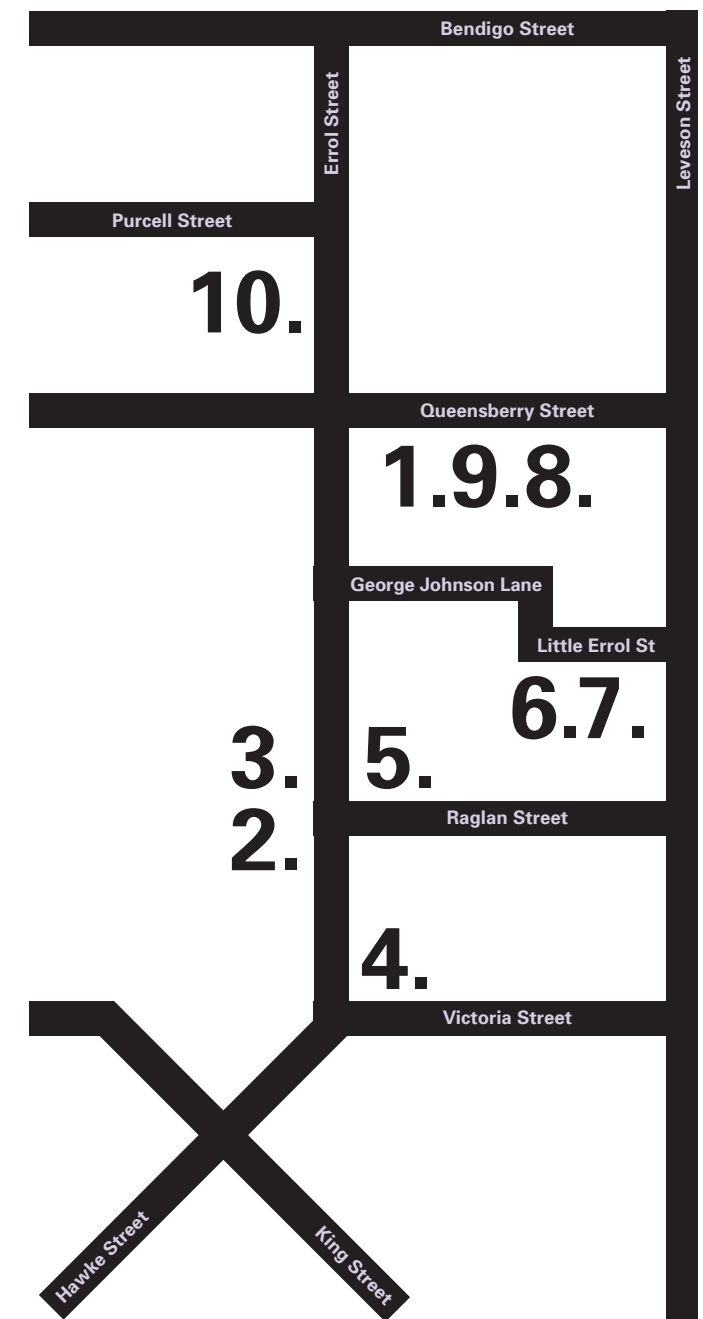 Bendigo Street
Errol Street
Leveson Street
Purcell Street
10.
Queensberry Street
1.9.8.
George Johnson Lane
Little Errol St
6.7.
3.
5.
2.
Raglan Street
4.
Victoria Street
Hawke Street
King Street